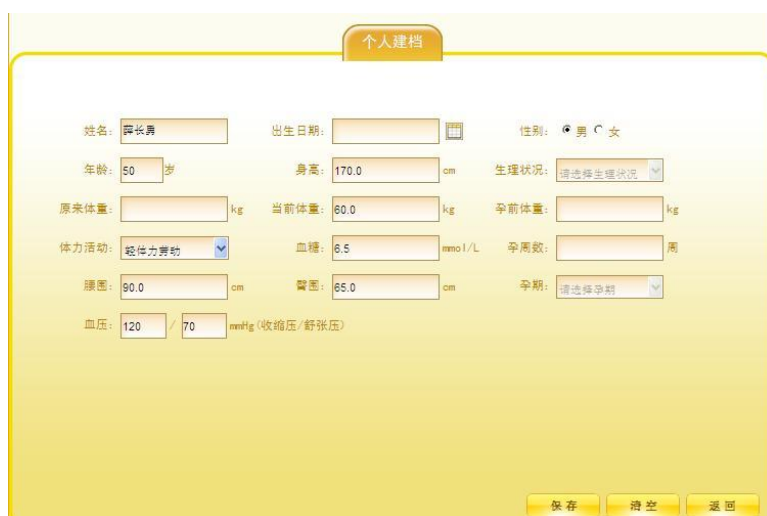 个人建档
姓名: 薛长勇 出生日期: 性别: 男 女
年龄: 50 岁 身高: 170.0 cm 生理状况: 请选择生理状况
原来体重: kg 当前体重: 60.0 kg 孕前体重: kg
体力活动: 轻体力劳动 血糖: 6.5 mmol/L 孕周数: 周
腰围: 90.0 cm 臀围: 65.0 cm 孕期: 请选择孕期
血压: 120 / 70 mmHg(收缩压/舒张压)
保存 清空 返回